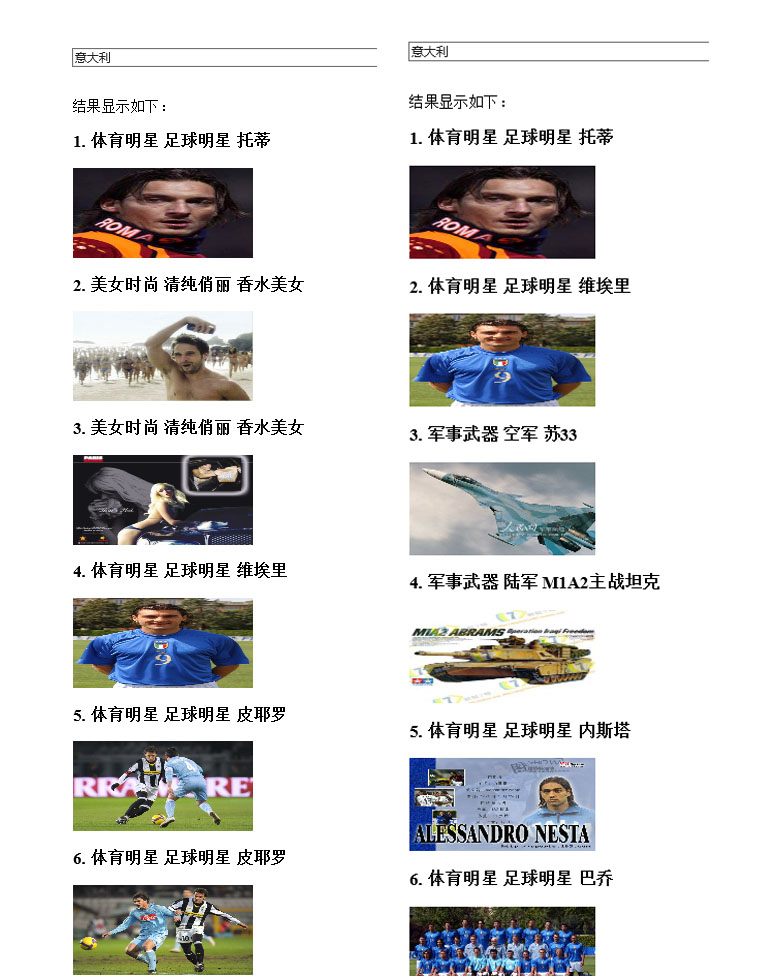 意大利
结果显示如下：
1. 体育明星 足球明星 托蒂
ROMA
2. 美女时尚 清纯俏丽 香水美女
3. 美女时尚 清纯俏丽 香水美女
PARIS
4. 体育明星 足球明星 维埃里
9
5. 体育明星 足球明星 皮耶罗
4
6. 体育明星 足球明星 皮耶罗
10
意大利
结果显示如下：
1. 体育明星 足球明星 托蒂
ROMA
2. 体育明星 足球明星 维埃里
9
3. 军事武器 空军 苏33
人民网
4. 军事武器 陆军 M1A2主战坦克
M1A2 ABRAMS Operation Iraqi Freedom
5. 体育明星 足球明星 内斯塔
ALESSANDRO NESTA
6. 体育明星 足球明星 巴乔